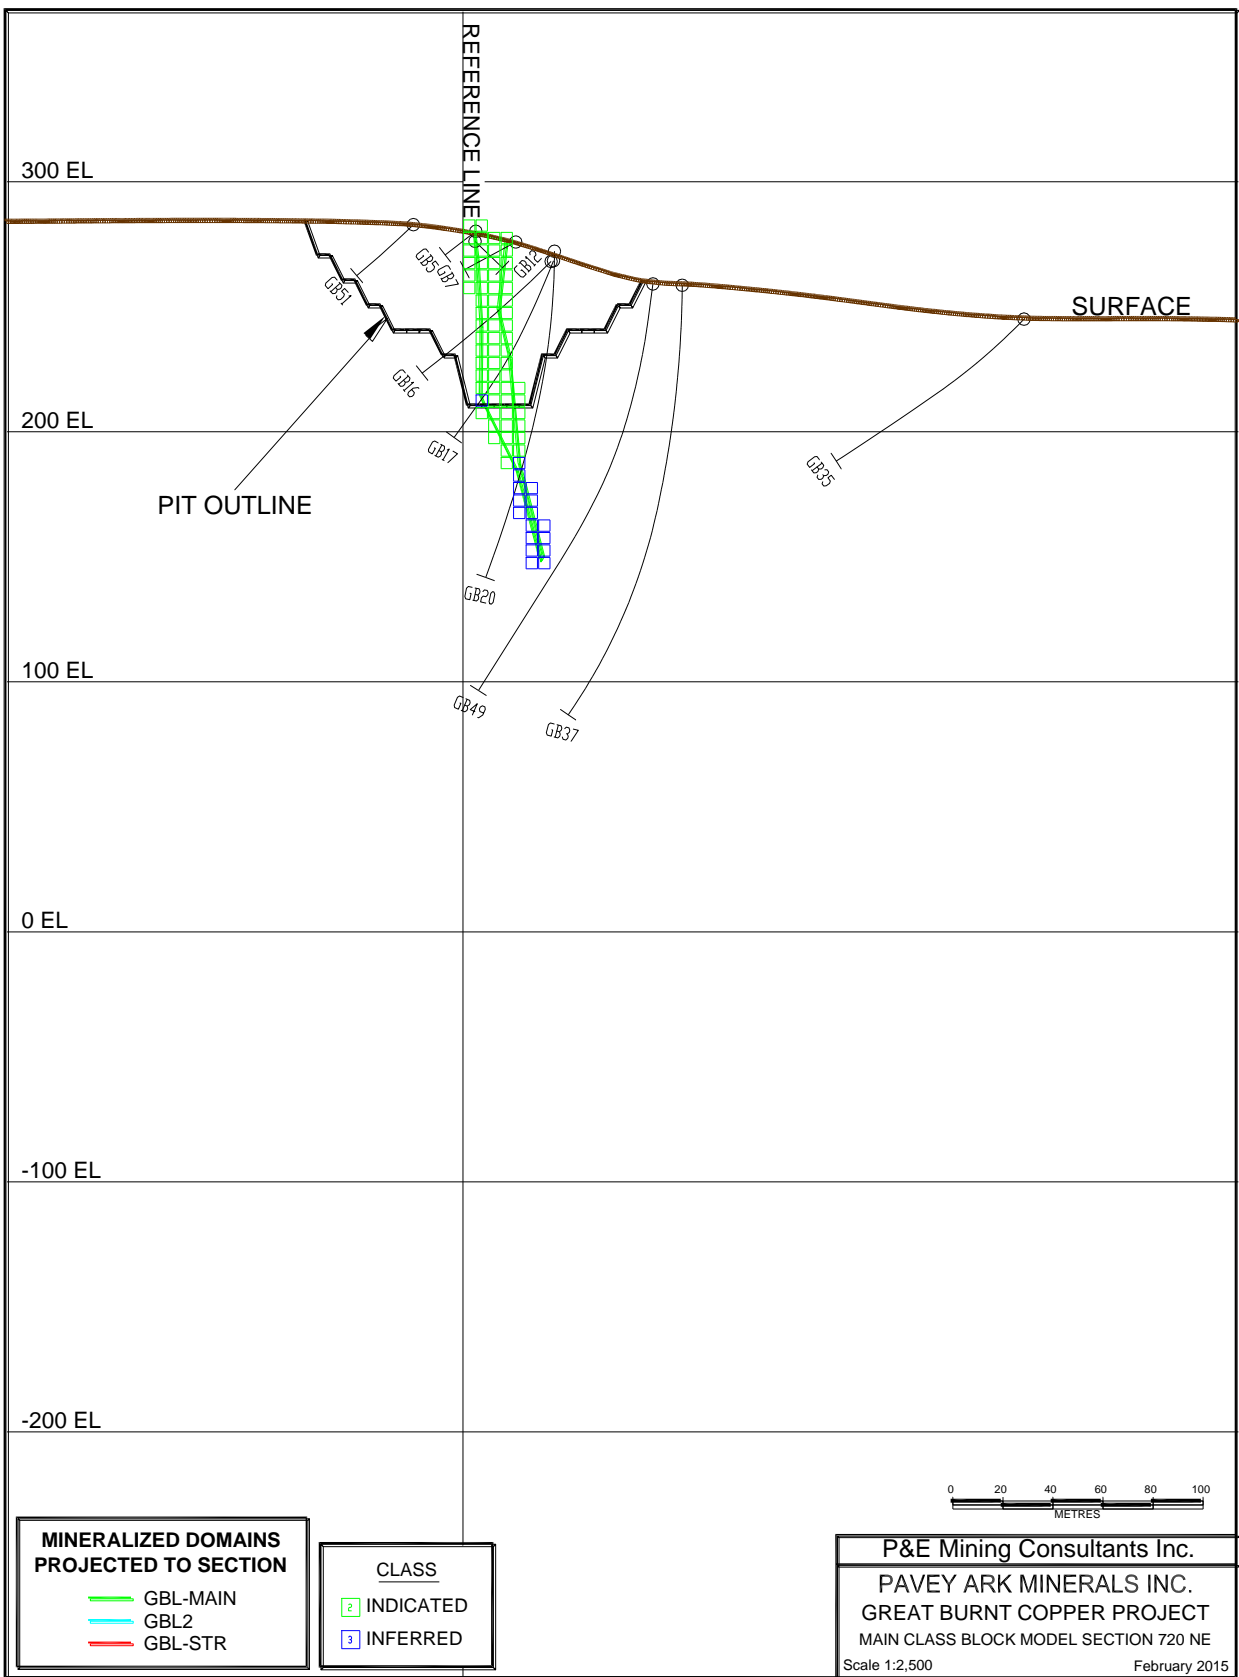 REFERENCE LINE
300 EL
GB5
GB7
GB12
GB51
SURFACE
GB16
200 EL
GB17
GB35
PIT OUTLINE
GB20
100 EL
GB49
GB37
0 EL
-100 EL
-200 EL
0 20 40 60 80 100
METRES
MINERALIZED DOMAINS
PROJECTED TO SECTION
GBL-MAIN
GBL2
GBL-STR
CLASS
2 INDICATED
3 INFERRED
P&E Mining Consultants Inc.
PAVEY ARK MINERALS INC.
GREAT BURNT COPPER PROJECT
MAIN CLASS BLOCK MODEL SECTION 720 NE
Scale 1:2,500 February 2015